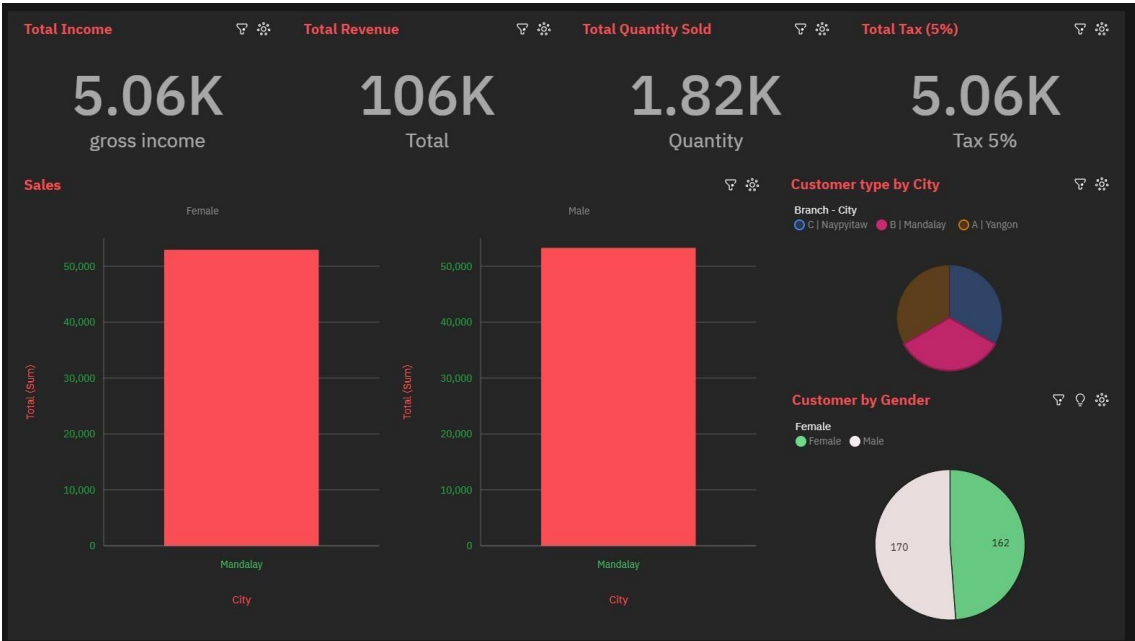 Total Income
Total Revenue
Total Quantity Sold
Total Tax (5%)
5.06K
gross income
106K
Total
1.82K
Quantity
5.06K
Tax 5%
Sales
Female
Total (Sum)
50,000
40,000
30,000
20,000
10,000
0
Mandalay
City
Male
Total (Sum)
50,000
40,000
30,000
20,000
10,000
0
Mandalay
City
Customer type by City
Branch - City
C | Naypyitaw B | Mandalay A | Yangon
Customer by Gender
Female
Female Male
170
162